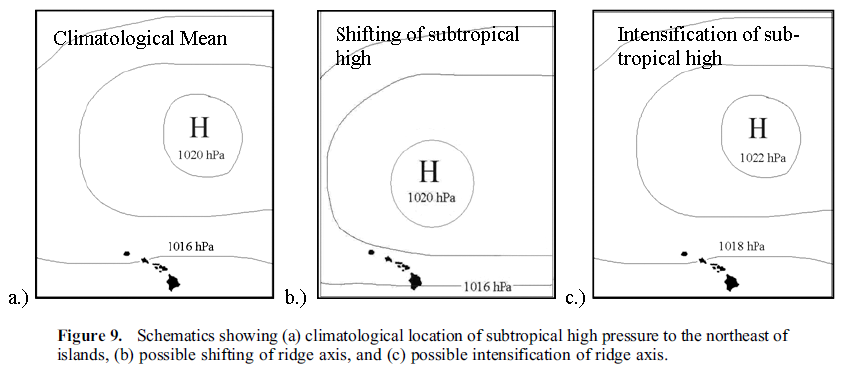 Climatological Mean
H
1020 hPa
1016 hPa
a.)
Shifting of subtropical
high
H
1020 hPa
1016 hPa
b.)
Intensification of sub-
tropical high
H
1022 hPa
1018 hPa
c.)
Figure 9. Schematics showing (a) climatological location of subtropical high pressure to the northeast of
islands, (b) possible shifting of ridge axis, and (c) possible intensification of ridge axis.